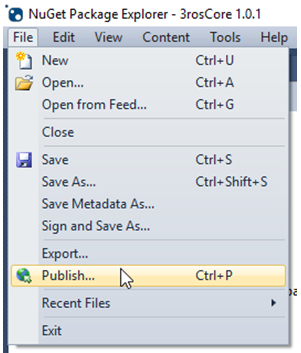 NuGet Package Explorer - 3rosCore 1.0.1
File Edit View Content Tools Help
New Ctrl+U
Open... Ctrl+A
Open from Feed... Ctrl+G
Close
Save Ctrl+S
Save As... Ctrl+Shift+S
Save Metadata As...
Sign and Save As...
Export...
Publish... Ctrl+P
Recent Files
Exit